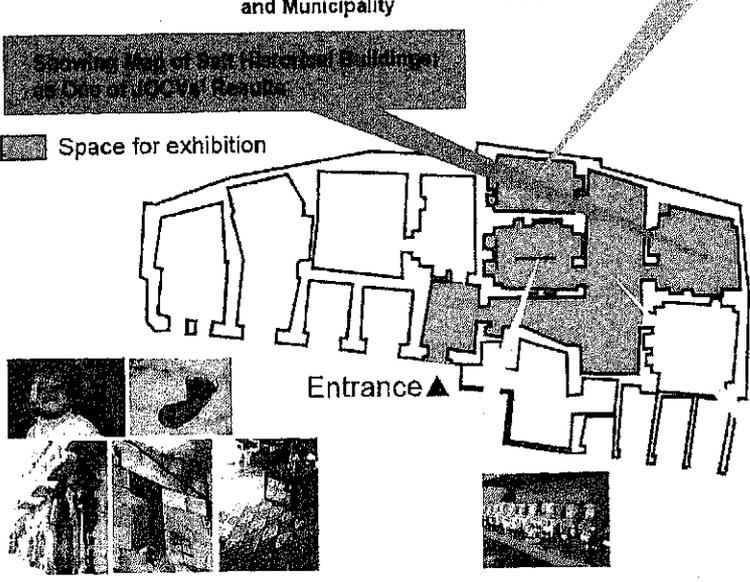 and Municipality
Showing Map of Salt Historical Buildings;
as One of JOCVs' Results.
Space for exhibition
Entrance